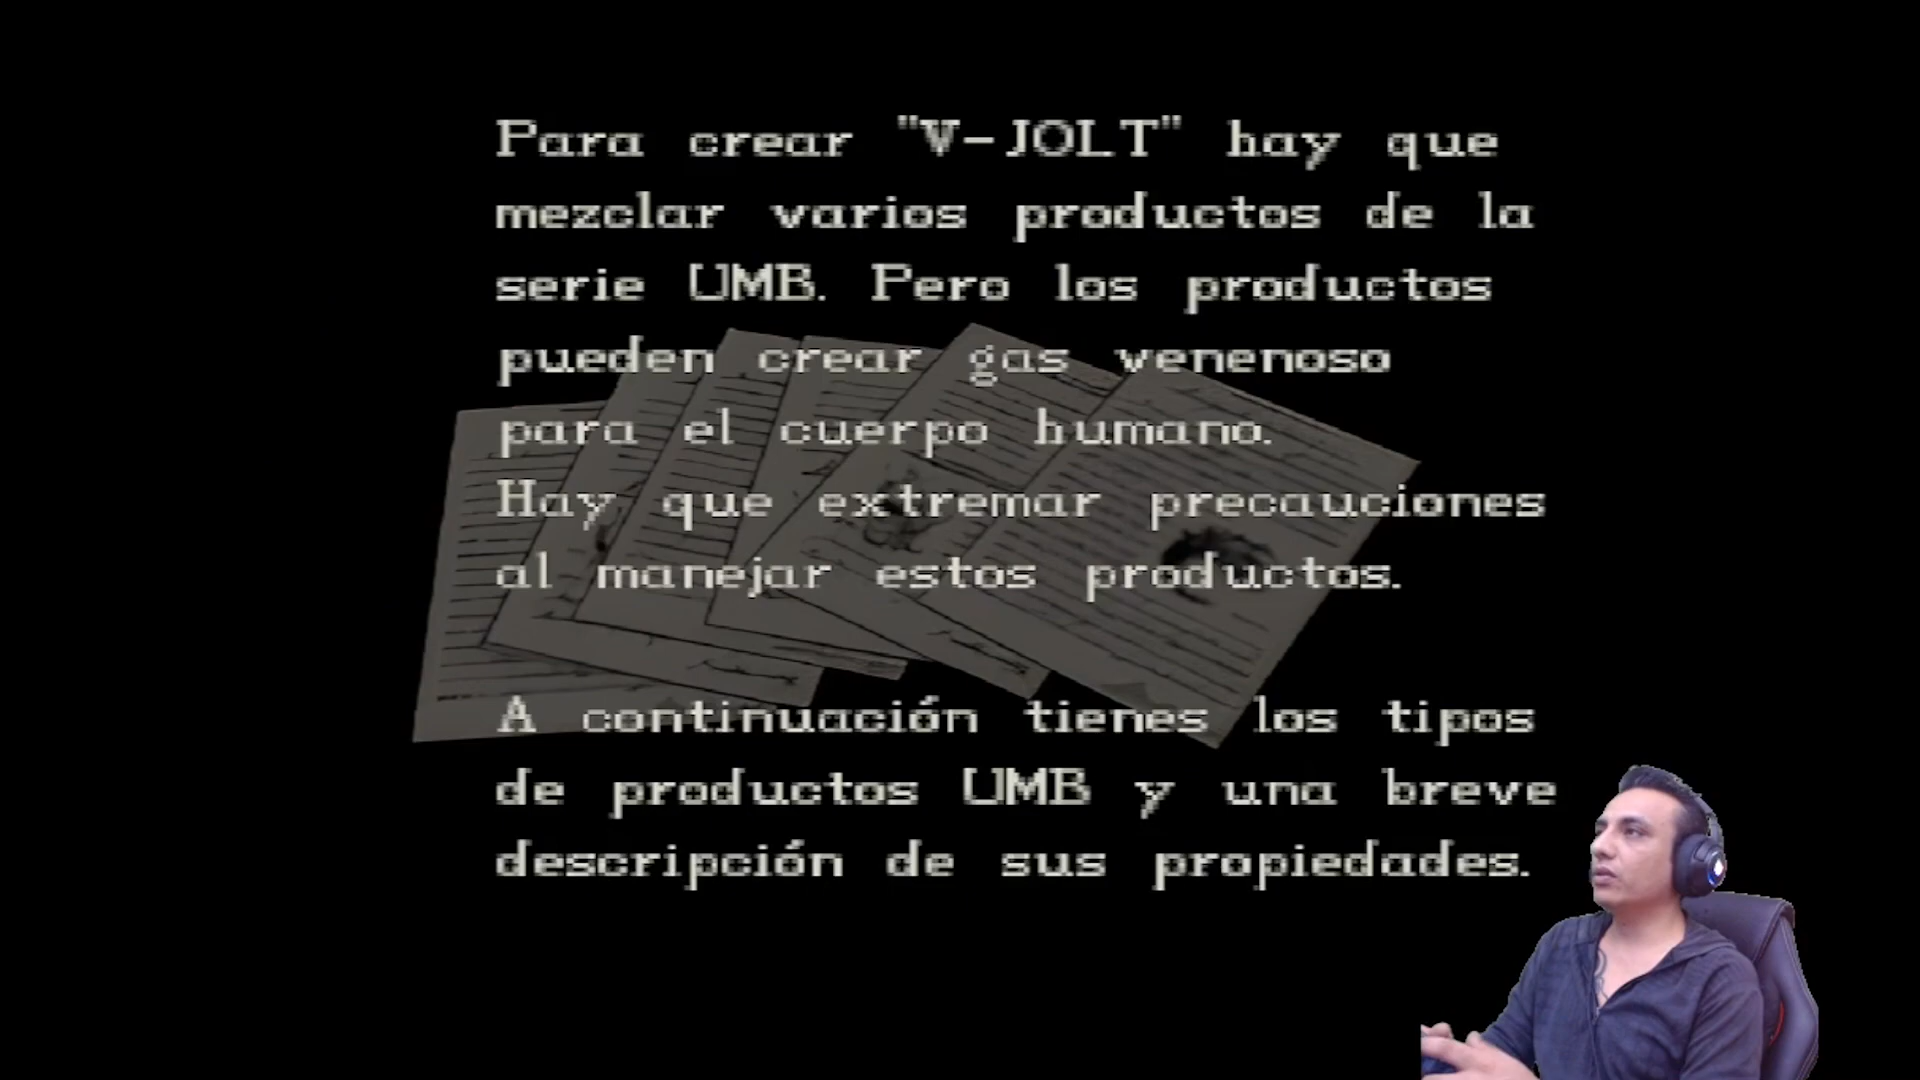 Para crear "V-JOLT" hay que
mezclar varios productos de la
serie UMB. Pero los productos
pueden crear gas venenoso
para el cuerpo humano.
Hay que extremar precauciones
al manejar estos productos.
A continuación tienes los tipos
de productos UMB y una breve
descripción de sus propiedades.